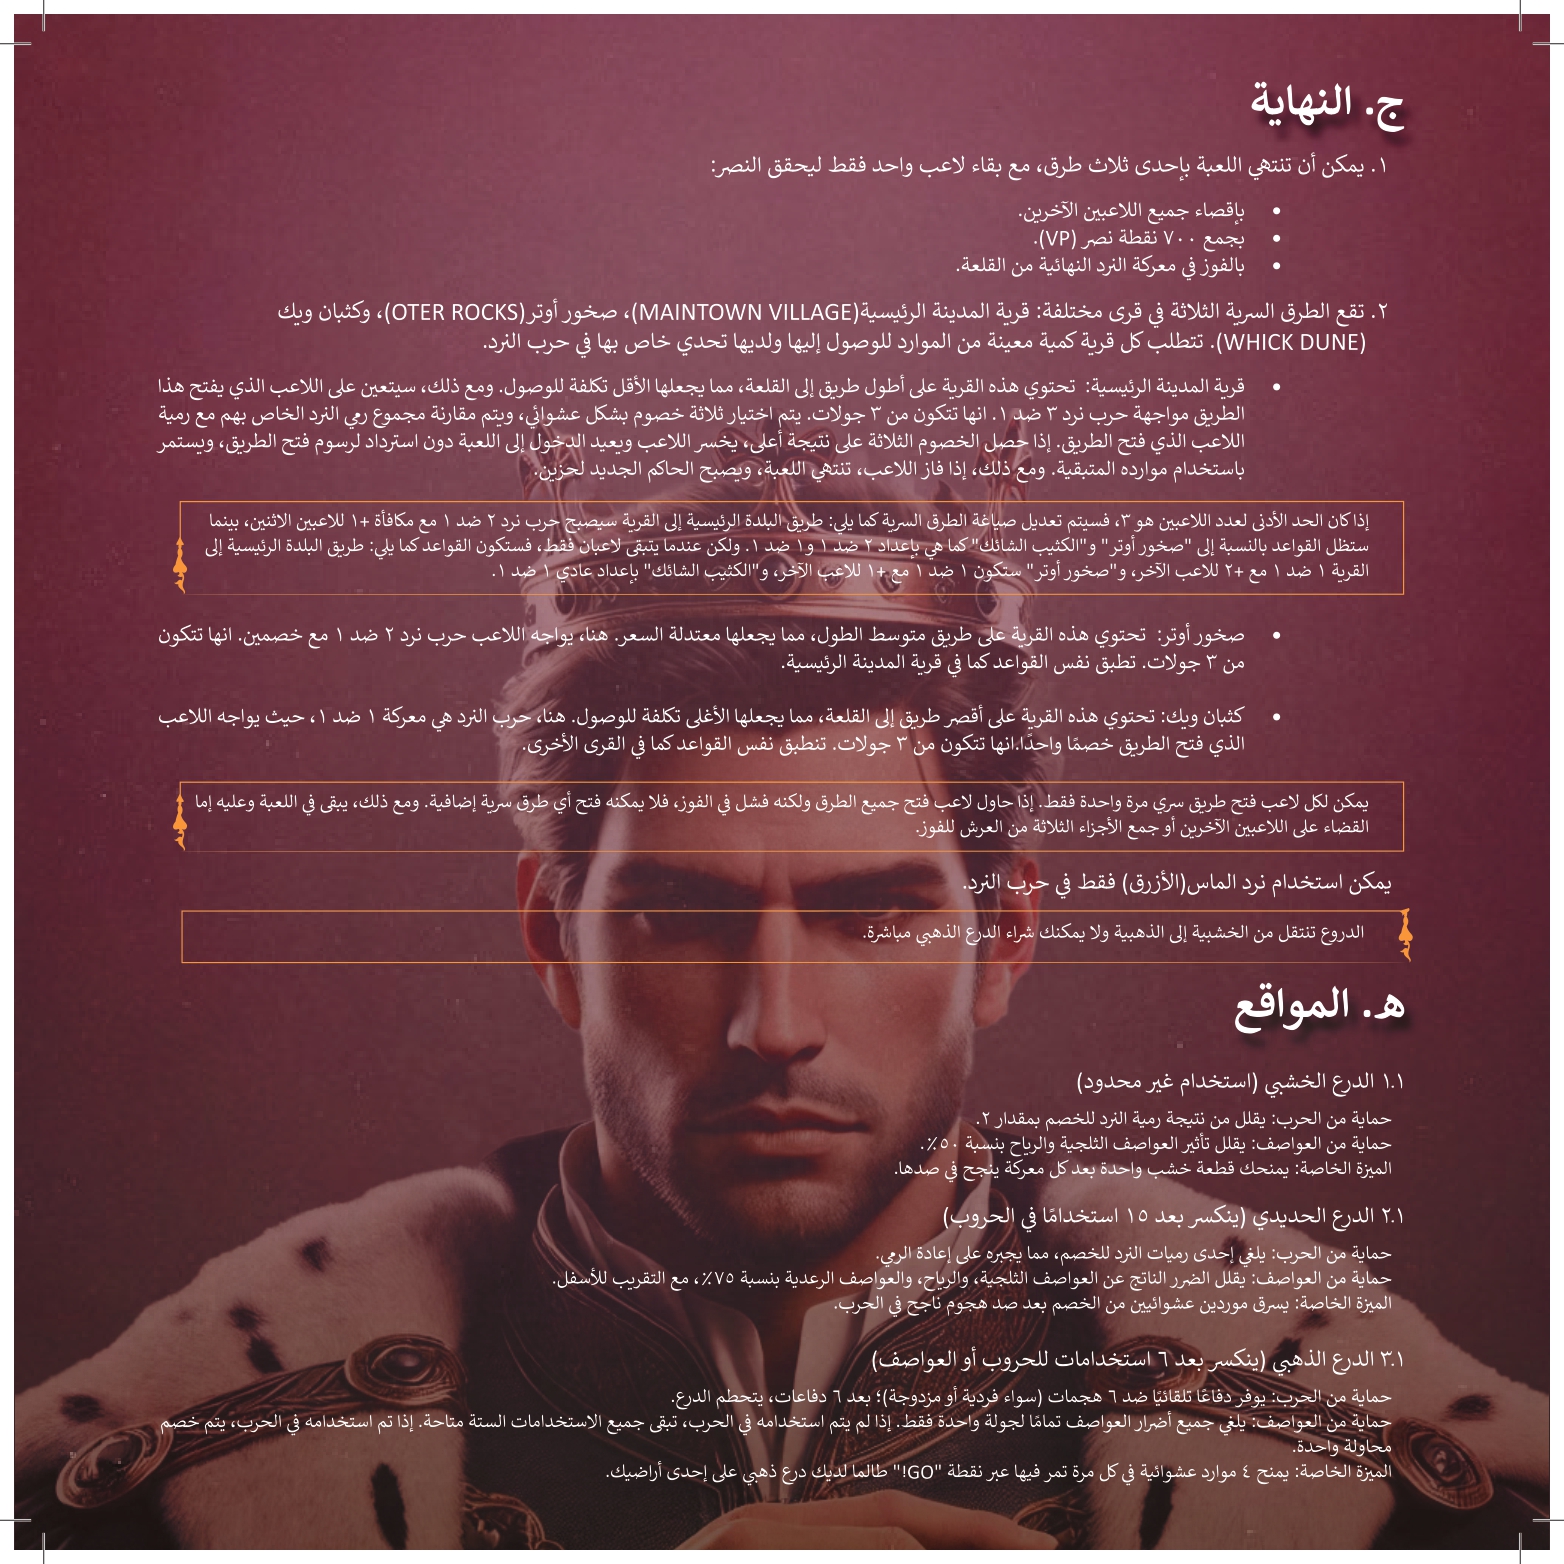 ج. النهاية
١. يمكن أن تنتهي اللعبة بإحدى ثلاث طرق، مع بقاء لاعب واحد فقط ليحقق النصر:
• بإقصاء جميع اللاعبين الآخرين.
• بجمع ٧٠٠ نقطة نصر (VP).
• بالفوز في معركة النرد النهائية من القلعة.
٢. تقع الطرق السرية الثلاثة في قرى مختلفة: قرية المدينة الرئيسية(MAINTOWN VILLAGE)، صخور أوتر(OTER ROCKS)، وكثبان ويك
(WHICK DUNE). تتطلب كل قرية كمية معينة من الموارد للوصول إليها ولديها تحدي خاص بها في حرب النرد.
• قرية المدينة الرئيسية: تحتوي هذه القرية على أطول طريق إلى القلعة، مما يجعلها الأقل تكلفة للوصول. ومع ذلك، سيتعين على اللاعب الذي يفتح هذا
الطريق مواجهة حرب نرد ٣ ضد ١. انها تتكون من ٣ جولات. يتم اختيار ثلاثة خصوم بشكل عشوائي، ويتم مقارنة مجموع رمي النرد الخاص بهم مع رمية
اللاعب الذي فتح الطريق. إذا حصل الخصوم الثلاثة على نتيجة أعلى، يخسر اللاعب ويعيد الدخول إلى اللعبة دون استرداد لرسوم فتح الطريق، ويستمر
باستخدام موارده المتبقية. ومع ذلك، إذا فاز اللاعب، تنتهي اللعبة، ويصبح الحاكم الجديد لحزين.
إذا كان الحد الأدنى لعدد اللاعبين هو ٣، فسيتم تعديل صياغة الطرق السرية كما يلي: طريق البلدة الرئيسية إلى القرية سيصبح حرب نرد ٢ ضد ١ مع مكافأة +١ للاعبين الاثنين، بينما
ستظل القواعد بالنسبة إلى "صخور أوتر" و"الكثيب الشائك" كما هي بإعداد ٢ ضد ١ و١ ضد ١. ولكن عندما يتبقى لاعبان فقط، فستكون القواعد كما يلي: طريق البلدة الرئيسية إلى
القرية ١ ضد ١ مع +٢ للاعب الآخر، و"صخور أوتر" ستكون ١ ضد ١ مع +١ للاعب الآخر، و"الكثيب الشائك" بإعداد عادي ١ ضد ١.
• صخور أوتر: تحتوي هذه القرية على طريق متوسط الطول، مما يجعلها معتدلة السعر. هنا، يواجه اللاعب حرب نرد ٢ ضد ١ مع خصمين. انها تتكون
من ٣ جولات. تطبق نفس القواعد كما في قرية المدينة الرئيسية.
• كثبان ويك: تحتوي هذه القرية على أقصر طريق إلى القلعة، مما يجعلها الأغلى تكلفة للوصول. هنا، حرب النرد هي معركة ١ ضد ١، حيث يواجه اللاعب
الذي فتح الطريق خصمًا واحدًا.انها تتكون من ٣ جولات. تنطبق نفس القواعد كما في القرى الأخرى.
يمكن لكل لاعب فتح طريق سري مرة واحدة فقط. إذا حاول لاعب فتح جميع الطرق ولكنه فشل في الفوز، فلا يمكنه فتح أي طرق سرية إضافية. ومع ذلك، يبقى في اللعبة وعليه إما
القضاء على اللاعبين الآخرين أو جمع الأجزاء الثلاثة من العرش للفوز.
يمكن استخدام نرد الماس(الأزرق) فقط في حرب النرد.
الدروع تنتقل من الخشبية إلى الذهبية ولا يمكنك شراء الدرع الذهبي مباشرة.
ه. المواقع
١.١ الدرع الخشبي (استخدام غير محدود)
حماية من الحرب: يقلل من نتيجة رمية النرد للخصم بمقدار ٢.
حماية من العواصف: يقلل تأثير العواصف الثلجية والرياح بنسبة ٥٠٪.
الميزة الخاصة: يمنحك قطعة خشب واحدة بعد كل معركة ينجح في صدها.
٢.١ الدرع الحديدي (ينكسر بعد ١٥ استخدامًا في الحروب)
حماية من الحرب: يلغي إحدى رميات النرد للخصم، مما يجبره على إعادة الرمي.
حماية من العواصف: يقلل الضرر الناتج عن العواصف الثلجية، والرياح، والعواصف الرعدية بنسبة ٧٥٪، مع التقريب للأسفل.
الميزة الخاصة: يسرق موردين عشوائيين من الخصم بعد صد هجوم ناجح في الحرب.
٣.١ الدرع الذهبي (ينكسر بعد ٦ استخدامات للحروب أو العواصف)
حماية من الحرب: يوفر دفاعًا تلقائيًا ضد ٦ هجمات (سواء فردية أو مزدوجة)؛ بعد ٦ دفاعات، يتحطم الدرع.
حماية من العواصف: يلغي جميع أضرار العواصف تمامًا لجولة واحدة فقط. إذا لم يتم استخدامه في الحرب، تبقى جميع الاستخدامات الستة متاحة. إذا تم استخدامه في الحرب، يتم خصم
محاولة واحدة.
الميزة الخاصة: يمنح ٤ موارد عشوائية في كل مرة تمر فيها عبر نقطة "GO!" طالما لديك درع ذهبي على إحدى أراضيك.